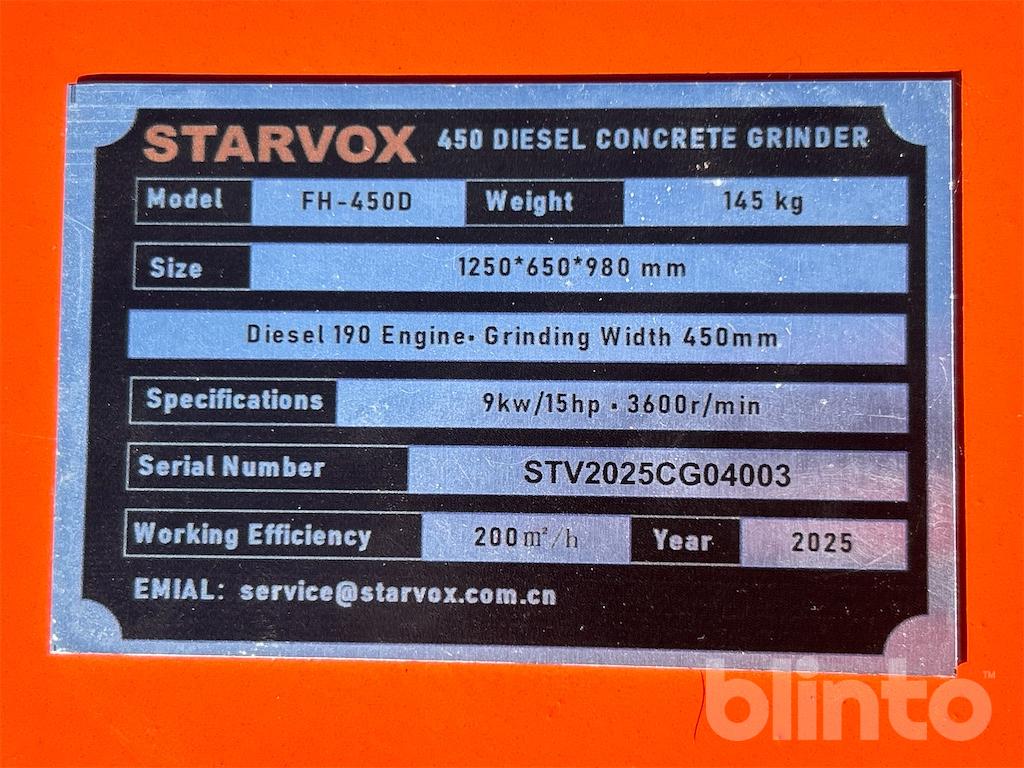 STARVOX 450 DIESEL CONCRETE GRINDER
Model FH-450D Weight 145 kg
Size 1250*650*980 mm
Diesel 190 Engine· Grinding Width 450mm
Specifications 9kw/15hp · 3600r/min
Serial Number STV2025CG04003
Working Efficiency 200m²/h Year 2025
EMIAL: service@starvox.com.cn
blinto™